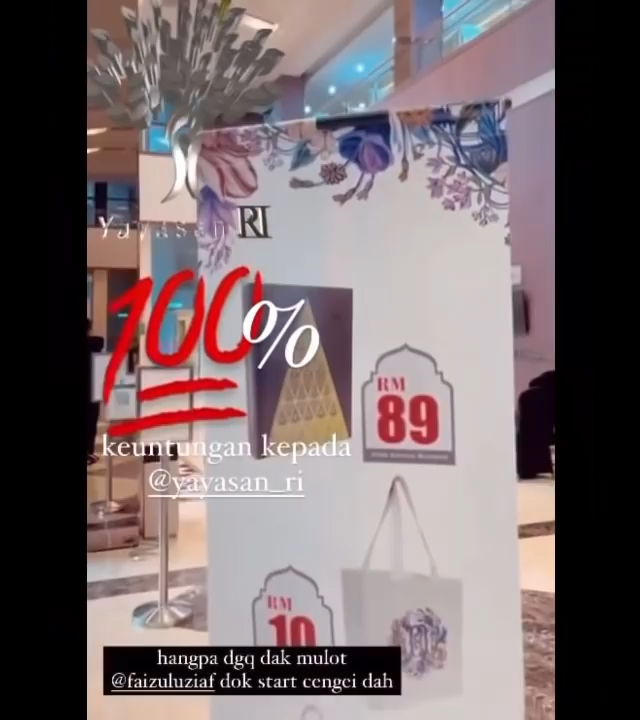 Yayasan RI
100%
RM
89
keuntungan kepada
@yayasan_ri
RM
10
hangpa dgq dak mulot
@faizuluziaf dok start cengei dah